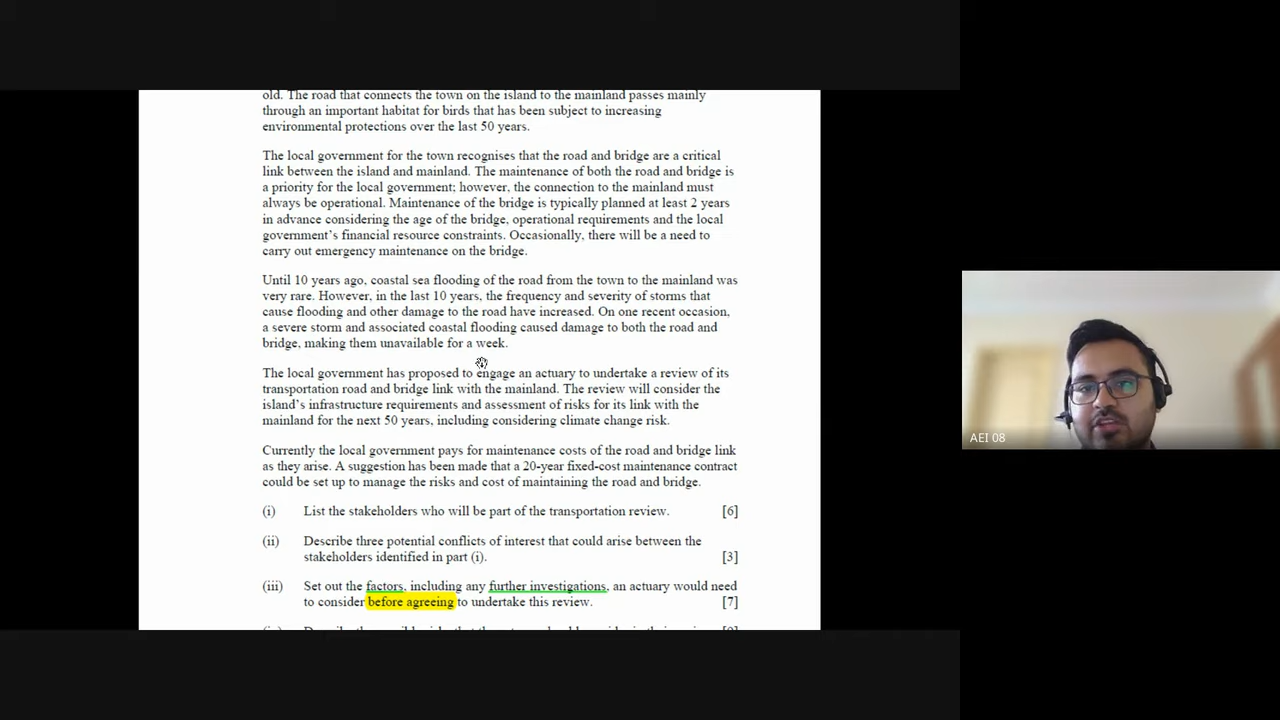 old. The road that connects the town on the island to the mainland passes mainly
through an important habitat for birds that has been subject to increasing
environmental protections over the last 50 years.
The local government for the town recognises that the road and bridge are a critical
link between the island and mainland. The maintenance of both the road and bridge is
a priority for the local government; however, the connection to the mainland must
always be operational. Maintenance of the bridge is typically planned at least 2 years
in advance considering the age of the bridge, operational requirements and the local
government's financial resource constraints. Occasionally, there will be a need to
carry out emergency maintenance on the bridge.
Until 10 years ago, coastal sea flooding of the road from the town to the mainland was
very rare. However, in the last 10 years, the frequency and severity of storms that
cause flooding and other damage to the road have increased. On one recent occasion,
a severe storm and associated coastal flooding caused damage to both the road and
bridge, making them unavailable for a week.
The local government has proposed to engage an actuary to undertake a review of its
transportation road and bridge link with the mainland. The review will consider the
island's infrastructure requirements and assessment of risks for its link with the
mainland for the next 50 years, including considering climate change risk.
Currently the local government pays for maintenance costs of the road and bridge link
as they arise. A suggestion has been made that a 20-year fixed-cost maintenance contract
could be set up to manage the risks and cost of maintaining the road and bridge.
(i) List the stakeholders who will be part of the transportation review. [6]
(ii) Describe three potential conflicts of interest that could arise between the
stakeholders identified in part (i). [3]
(iii) Set out the factors, including any further investigations, an actuary would need
to consider before agreeing to undertake this review. [7]
AEI 08